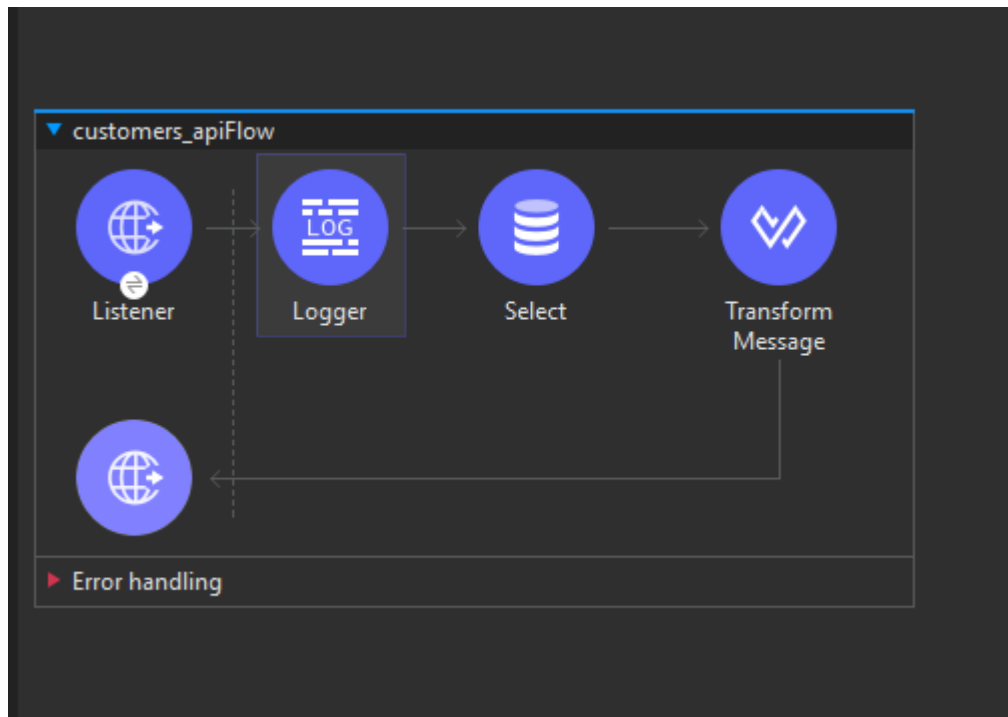 customers_apiFlow
LOG
Listener
Logger
Select
Transform
Message
Error handling